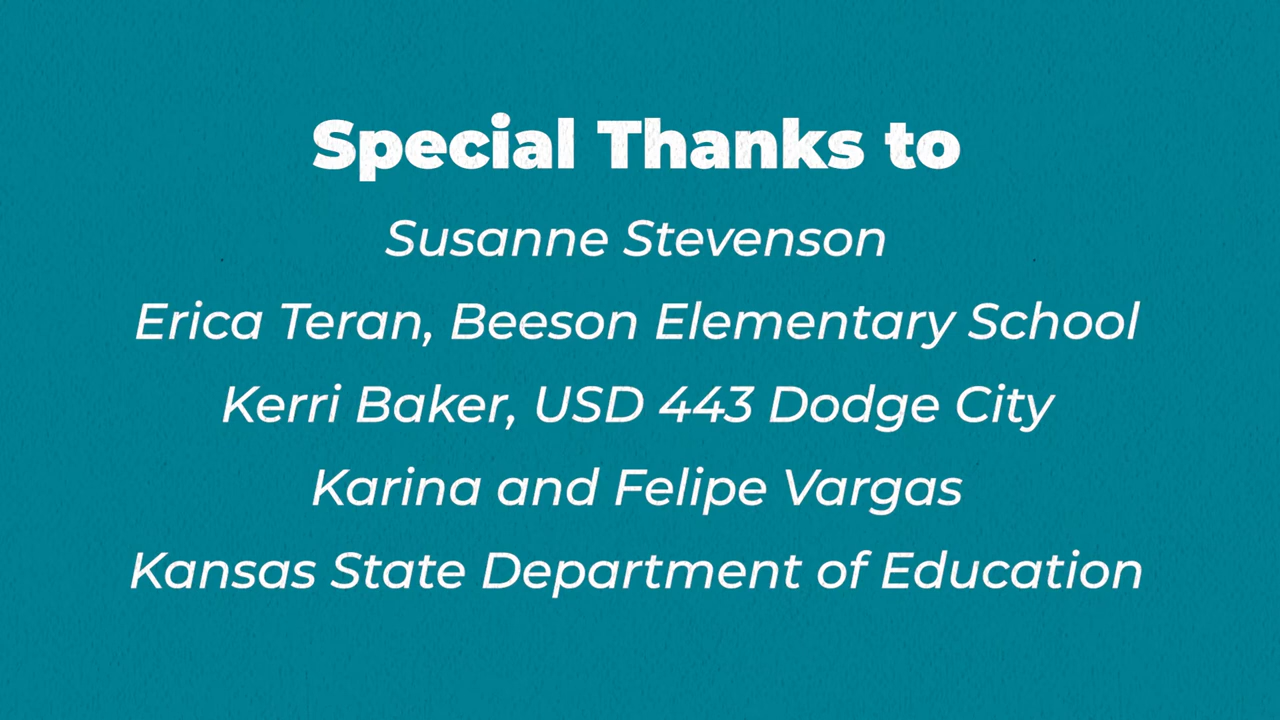 Special Thanks to
Susanne Stevenson
Erica Teran, Beeson Elementary School
Kerri Baker, USD 443 Dodge City
Karina and Felipe Vargas
Kansas State Department of Education